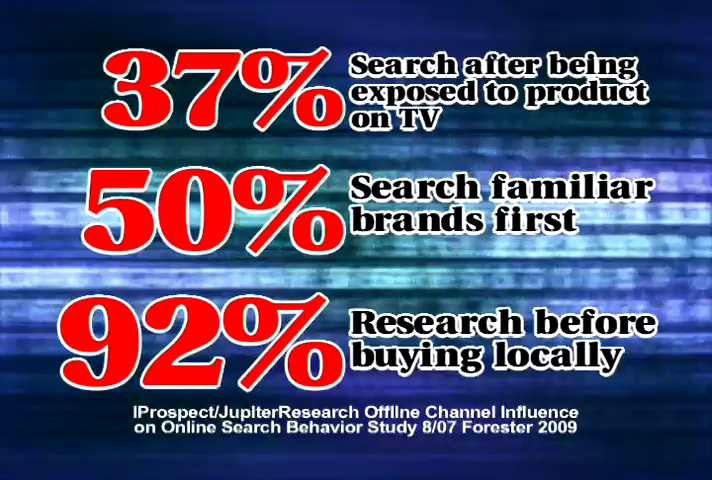 37% Search after being
exposed to product
on TV
50% Search familiar
brands first
92% Research before
buying locally
IProspect/JupiterResearch Offline Channel Influence
on Online Search Behavior Study 8/07 Forester 2009